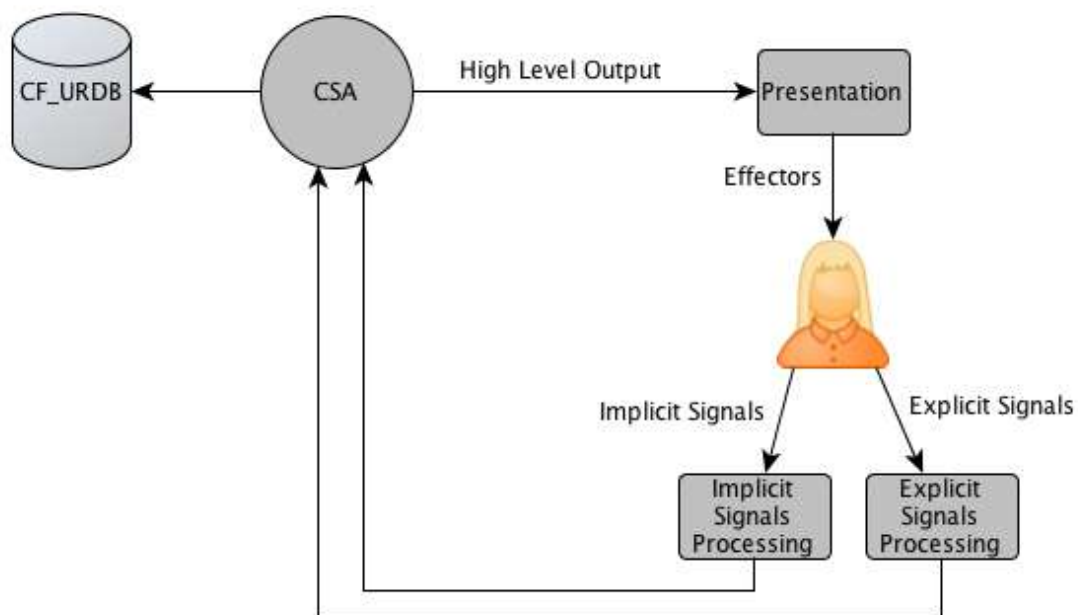 CF_URDB
CSA
High Level Output
Presentation
Effectors
Implicit Signals
Explicit Signals
Implicit
Signals
Processing
Explicit
Signals
Processing